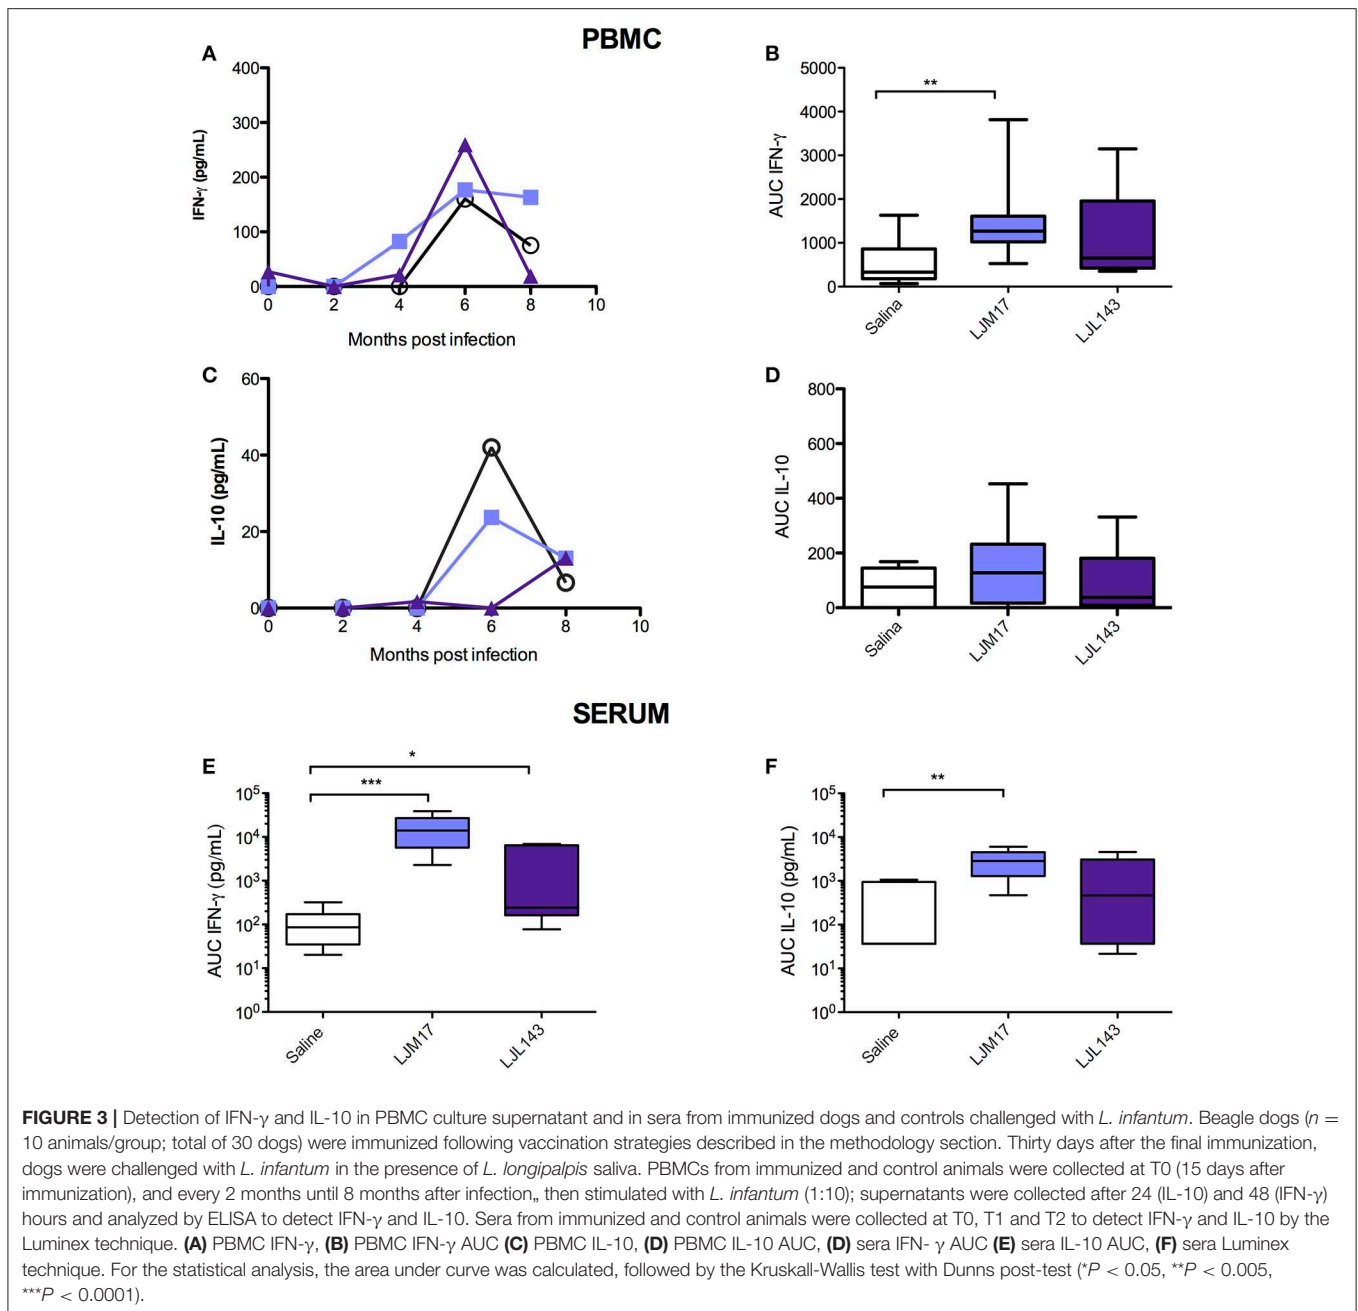 PBMC
A
400
300
200
100
0
IFN-γ (pg/mL)
0 2 4 6 8 10
Months post infection
B
5000
4000
3000
2000
1000
0
AUC IFN-γ
**
Salina LJM17 LJL143
C
60
40
20
0
IL-10 (pg/mL)
0 2 4 6 8 10
Months post infection
D
800
600
400
200
0
AUC IL-10
Salina LJM17 LJL143
SERUM
E
*
***
10⁵
10⁴
10³
10²
10¹
10⁰
AUC IFN-γ (pg/mL)
Saline LJM17 LJL143
F
**
10⁵
10⁴
10³
10²
10¹
10⁰
AUC IL-10 (pg/mL)
Saline LJM17 LJL143
FIGURE 3 | Detection of IFN-γ and IL-10 in PBMC culture supernatant and in sera from immunized dogs and controls challenged with L. infantum. Beagle dogs (n =
10 animals/group; total of 30 dogs) were immunized following vaccination strategies described in the methodology section. Thirty days after the final immunization,
dogs were challenged with L. infantum in the presence of L. longipalpis saliva. PBMCs from immunized and control animals were collected at T0 (15 days after
immunization), and every 2 months until 8 months after infection,, then stimulated with L. infantum (1:10); supernatants were collected after 24 (IL-10) and 48 (IFN-γ)
hours and analyzed by ELISA to detect IFN-γ and IL-10. Sera from immunized and control animals were collected at T0, T1 and T2 to detect IFN-γ and IL-10 by the
Luminex technique. (A) PBMC IFN-γ, (B) PBMC IFN-γ AUC (C) PBMC IL-10, (D) PBMC IL-10 AUC, (D) sera IFN- γ AUC (E) sera IL-10 AUC, (F) sera Luminex
technique. For the statistical analysis, the area under curve was calculated, followed by the Kruskall-Wallis test with Dunns post-test (*P < 0.05, **P < 0.005,
***P < 0.0001).